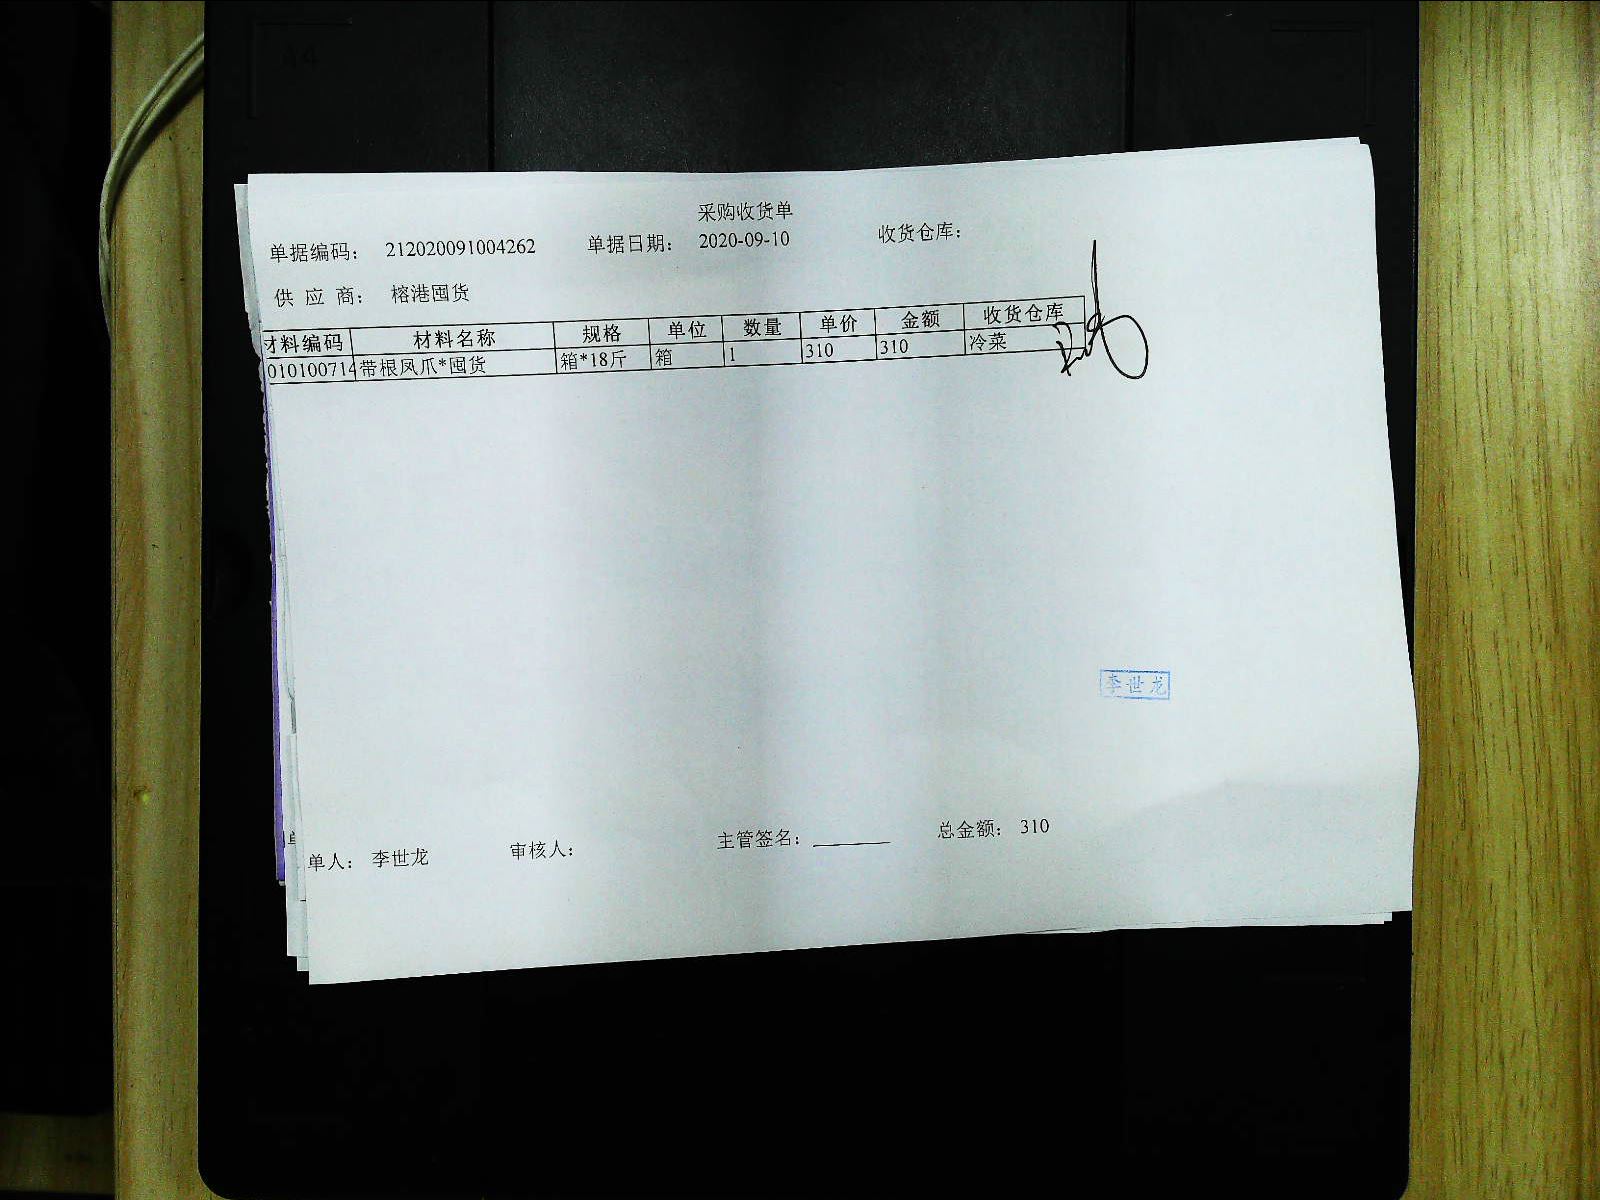 采购收货单
单据编码： 212020091004262 单据日期： 2020-09-10 收货仓库：
供 应 商： 榕港囤货
材料编码 材料名称 规格 单位 数量 单价 金额 收货仓库
010100714 带根凤爪*囤货 箱*18斤 箱 1 310 310 冷菜
李世龙
单人： 李世龙 审核人： 主管签名： 总金额： 310